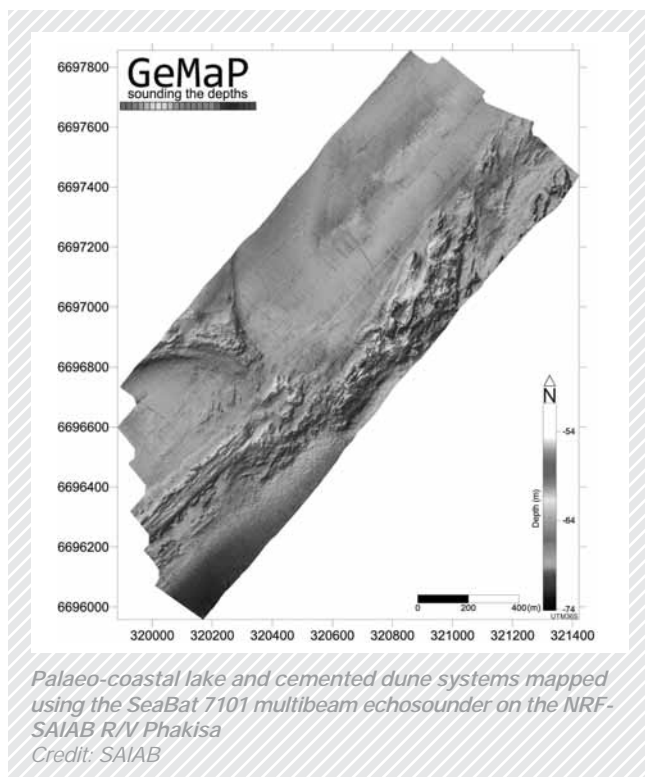 GeMaP
sounding the depths
6697800
6697600
6697400
6697200
6697000
6696800
6696600
6696400
6696200
6696000
320000 320200 320400 320600 320800 321000 321200 321400
N
-54
-64
-74
Depth (m)
UTM36S
0 200 400(m)
Palaeo-coastal lake and cemented dune systems mapped
using the SeaBat 7101 multibeam echosounder on the NRF-
SAIAB R/V Phakisa
Credit: SAIAB